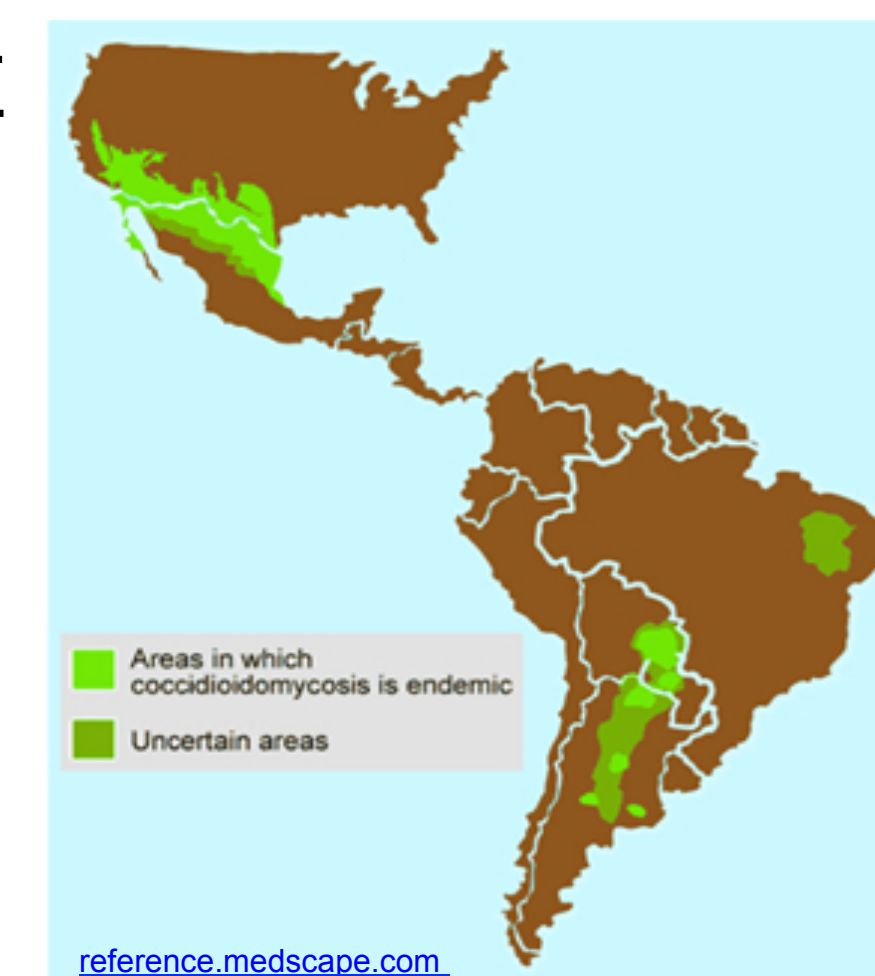 Areas in which
coccidioidomycosis is endemic
Uncertain areas
reference.medscape.com